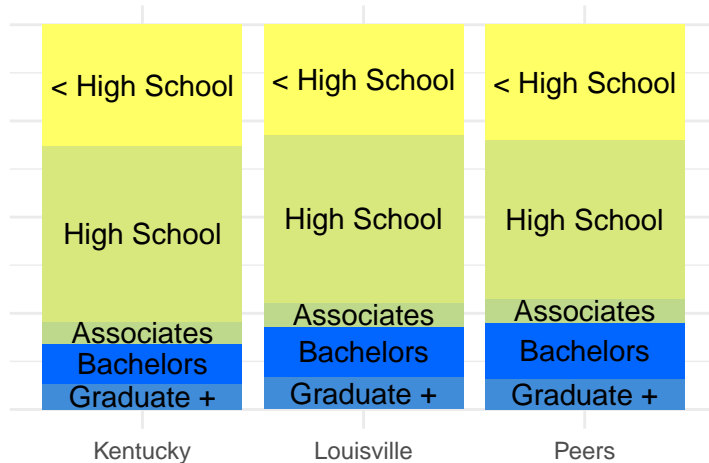 < High School
< High School
< High School
High School
High School
High School
Associates
Associates
Associates
Bachelors
Bachelors
Bachelors
Graduate +
Graduate +
Graduate +
Kentucky
Louisville
Peers